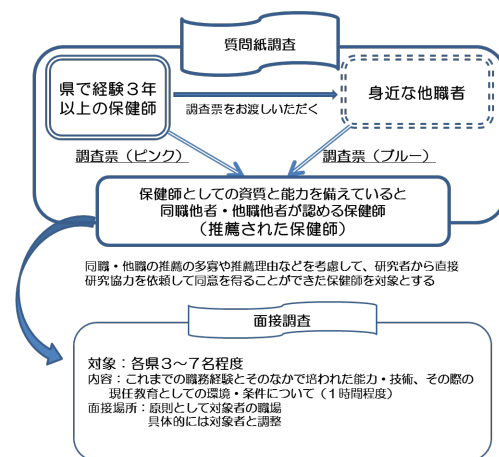 質問紙調査
県で経験３年
以上の保健師
調査票をお渡しいただく
身近な他職者
調査票（ピンク）
調査票（ブルー）
保健師としての資質と能力を備えていると
同職他者・他職他者が認める保健師
（推薦された保健師）
同職・他職の推薦の多寡や推薦理由などを考慮して、研究者から直接
研究協力を依頼して同意を得ることができた保健師を対象とする
面接調査
対象：各県３～７名程度
内容：これまでの職務経験とそのなかで培われた能力・技術、その際の
現任教育としての環境・条件について（１時間程度）
面接場所：原則として対象者の職場
具体的には対象者と調整